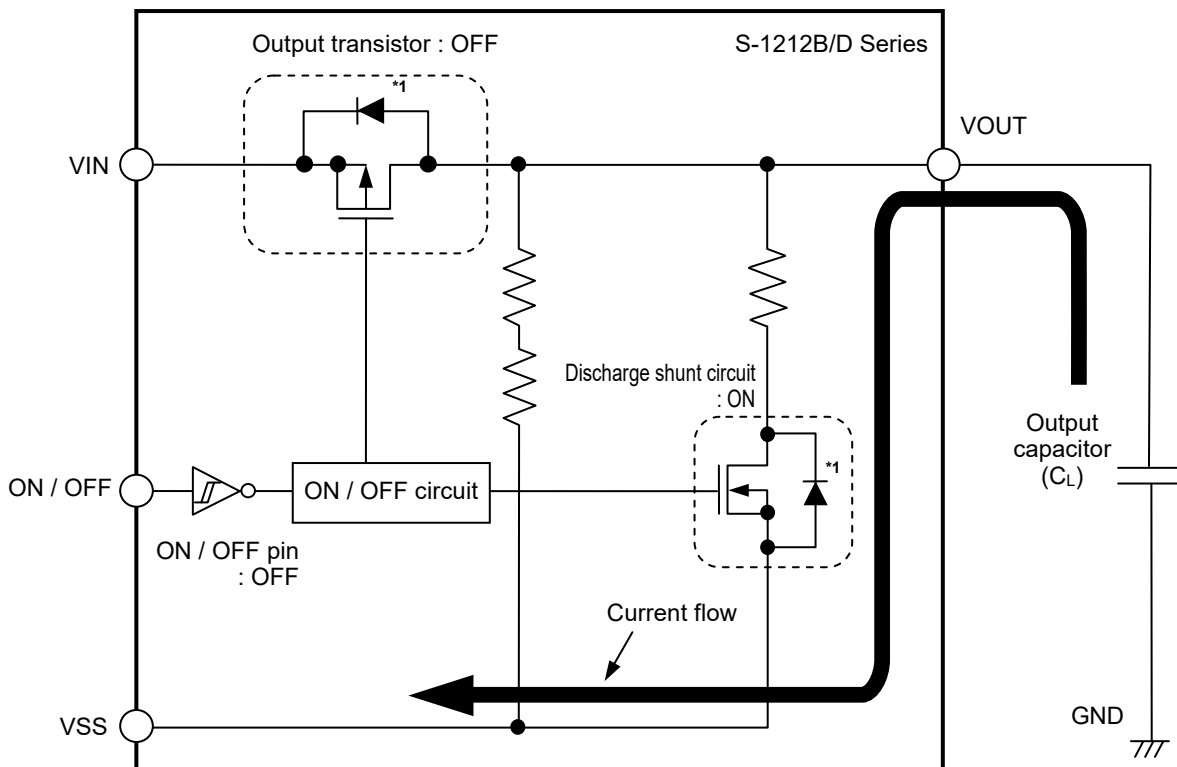 Output transistor : OFF
S-1212B/D Series
*1
VOUT
VIN
Discharge shunt circuit
: ON
*1
Output
capacitor
(CL)
ON / OFF
ON / OFF circuit
ON / OFF pin
: OFF
Current flow
VSS
GND